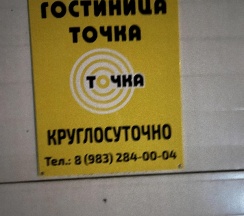 ГОСТИНИЦА
ТОЧКА
ТОЧКА
КРУГЛОСУТОЧНО
Тел.: 8 (983) 284-00-04